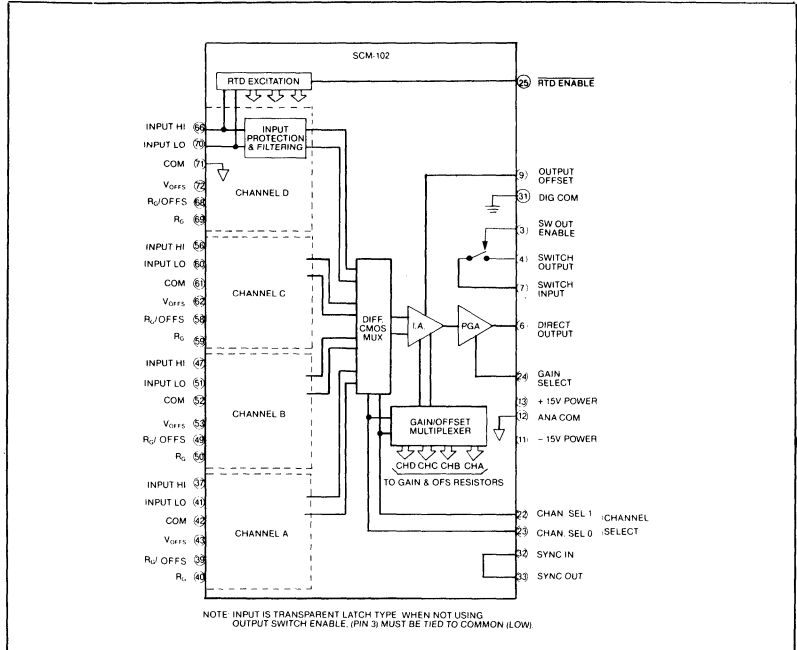 SCM-102
RTD EXCITATION
25 RTD ENABLE
INPUT HI 66
INPUT LO 70
COM 71
VOFFS 72
RG/OFFS 68
RG 69
INPUT PROTECTION & FILTERING
CHANNEL D
INPUT HI 56
INPUT LO 60
COM 61
VOFFS 62
RG/OFFS 58
RG 59
CHANNEL C
INPUT HI 47
INPUT LO 51
COM 52
VOFFS 53
RG/ OFFS 49
RG 50
CHANNEL B
INPUT HI 37
INPUT LO 41
COM 42
VOFFS 43
RG/ OFFS 39
RG 40
CHANNEL A
DIFF. CMOS MUX
I.A.
PGA
GAIN/OFFSET MULTIPLEXER
CHD CHC CHB CHA
TO GAIN & OFS RESISTORS
9 OUTPUT OFFSET
31 DIG COM
3 SW OUT ENABLE
4 SWITCH OUTPUT
7 SWITCH INPUT
6 DIRECT OUTPUT
24 GAIN SELECT
13 + 15V POWER
12 ANA COM
11 - 15V POWER
22 CHAN. SEL 1
23 CHAN. SEL 0
CHANNEL SELECT
32 SYNC IN
33 SYNC OUT
NOTE: INPUT IS TRANSPARENT LATCH TYPE WHEN NOT USING
OUTPUT SWITCH ENABLE, (PIN 3) MUST BE TIED TO COMMON (LOW).